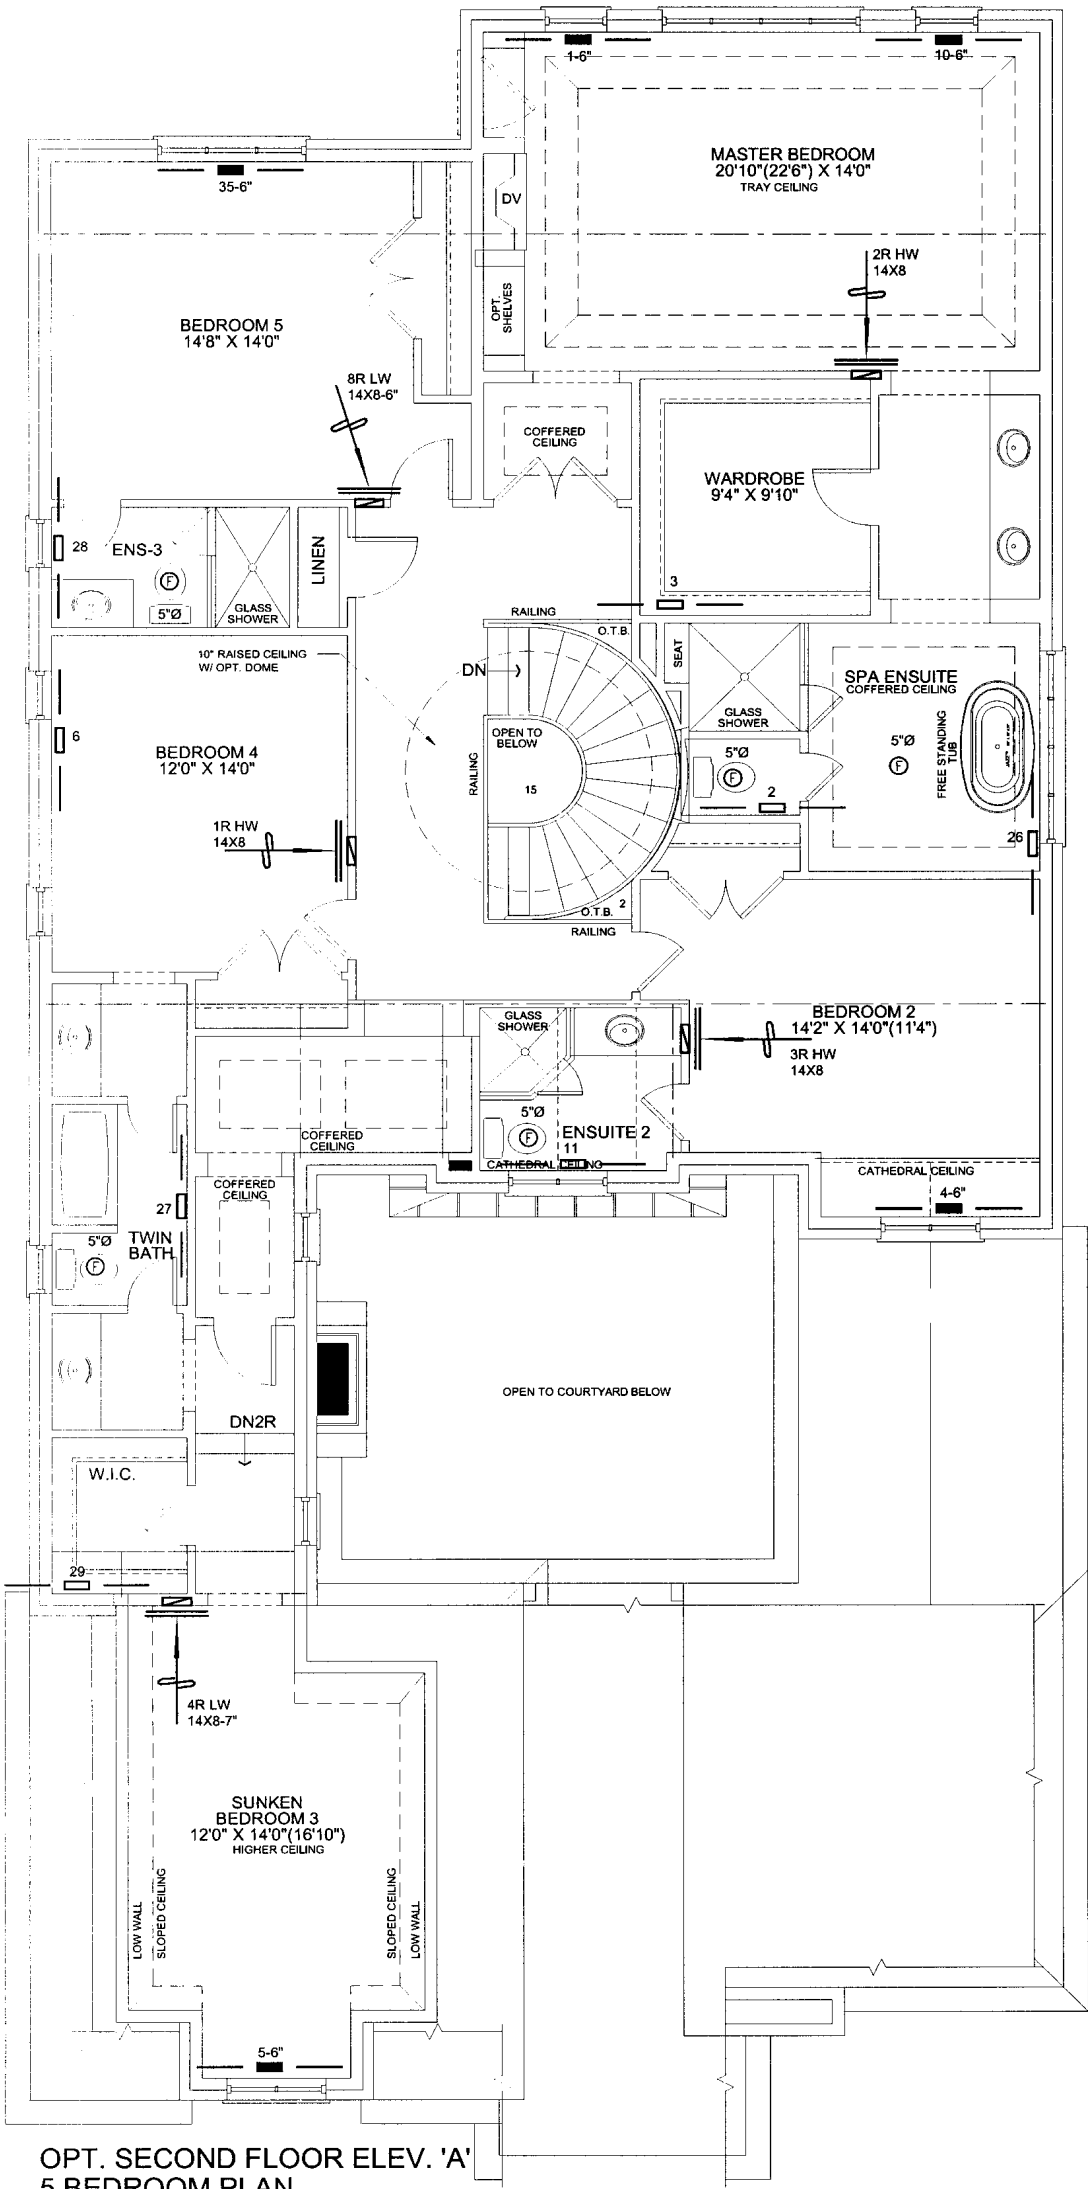 1-6"
10-6"
MASTER BEDROOM
20'10"(22'6") X 14'0"
TRAY CEILING
35-6"
DV
2R HW
14X8
OPT.
SHELVES
BEDROOM 5
14'8" X 14'0"
8R LW
14X8-6"
COFFERED
CEILING
WARDROBE
9'4" X 9'10"
28
ENS-3
F
5"Ø
GLASS
SHOWER
LINEN
3
RAILING
O.T.B.
10" RAISED CEILING
W/ OPT. DOME
DN
SEAT
GLASS
SHOWER
SPA ENSUITE
COFFERED CEILING
6
BEDROOM 4
12'0" X 14'0"
OPEN TO
BELOW
RAILING
15
5"Ø
F
2
5"Ø
F
FREE STANDING
TUB
26
1R HW
14X8
O.T.B.
2
RAILING
GLASS
SHOWER
BEDROOM 2
14'2" X 14'0"(11'4")
3R HW
14X8
5"Ø
F
ENSUITE 2
11
CATHEDRAL CEILING
COFFERED
CEILING
COFFERED
CEILING
CATHEDRAL CEILING
4-6"
27
TWIN
BATH
5"Ø
F
OPEN TO COURTYARD BELOW
DN2R
W.I.C.
29
4R LW
14X8-7"
SUNKEN
BEDROOM 3
12'0" X 14'0"(16'10")
HIGHER CEILING
LOW WALL
SLOPED CEILING
SLOPED CEILING
LOW WALL
5-6"
OPT. SECOND FLOOR ELEV. 'A'
5 BEDROOM PLAN